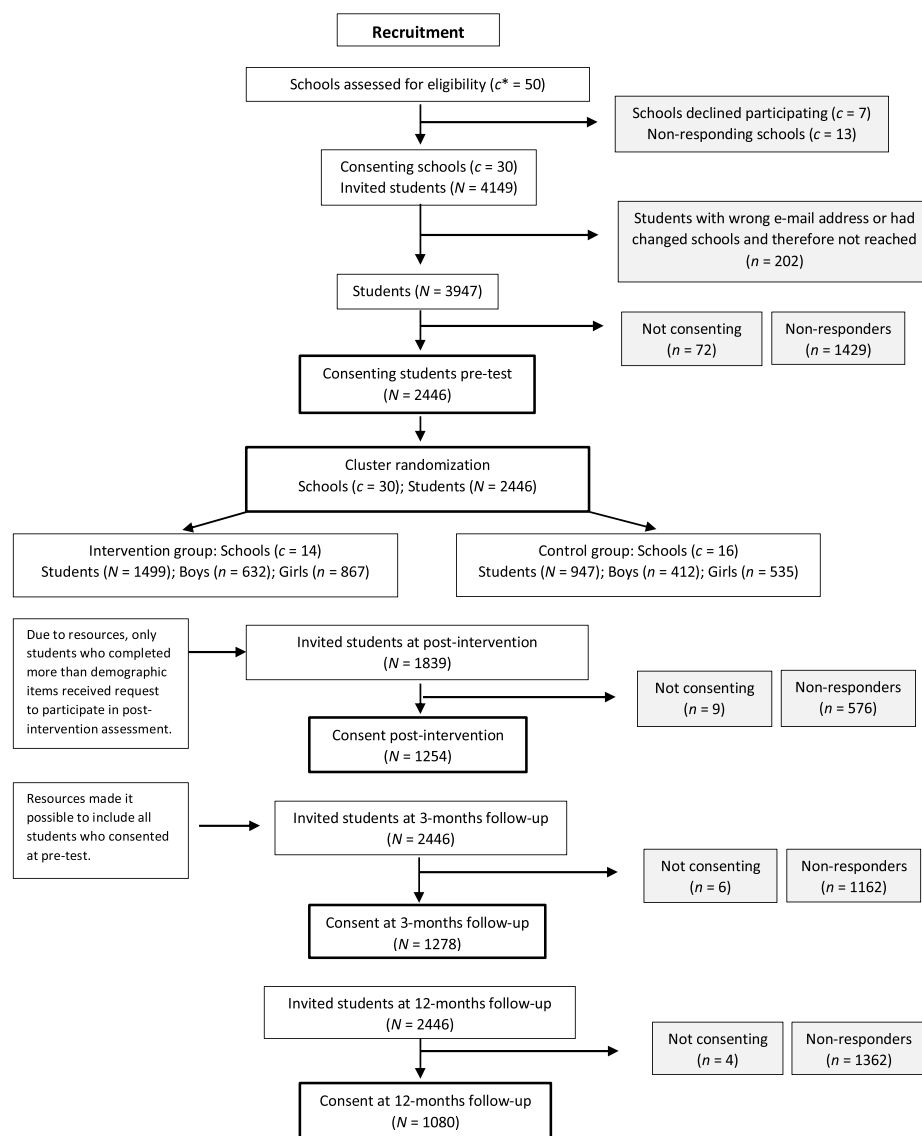 Recruitment
Schools assessed for eligibility (c* = 50)
Schools declined participating (c = 7)
Non-responding schools (c = 13)
Consenting schools (c = 30)
Invited students (N = 4149)
Students with wrong e-mail address or had
changed schools and therefore not reached
(n = 202)
Students (N = 3947)
Not consenting
(n = 72)
Non-responders
(n = 1429)
Consenting students pre-test
(N = 2446)
Cluster randomization
Schools (c = 30); Students (N = 2446)
Intervention group: Schools (c = 14)
Students (N = 1499); Boys (n = 632); Girls (n = 867)
Control group: Schools (c = 16)
Students (N = 947); Boys (n = 412); Girls (n = 535)
Due to resources, only
students who completed
more than demographic
items received request
to participate in post-
intervention assessment.
Invited students at post-intervention
(N = 1839)
Not consenting
(n = 9)
Non-responders
(n = 576)
Consent post-intervention
(N = 1254)
Resources made it
possible to include all
students who consented
at pre-test.
Invited students at 3-months follow-up
(N = 2446)
Not consenting
(n = 6)
Non-responders
(n = 1162)
Consent at 3-months follow-up
(N = 1278)
Invited students at 12-months follow-up
(N = 2446)
Not consenting
(n = 4)
Non-responders
(n = 1362)
Consent at 12-months follow-up
(N = 1080)